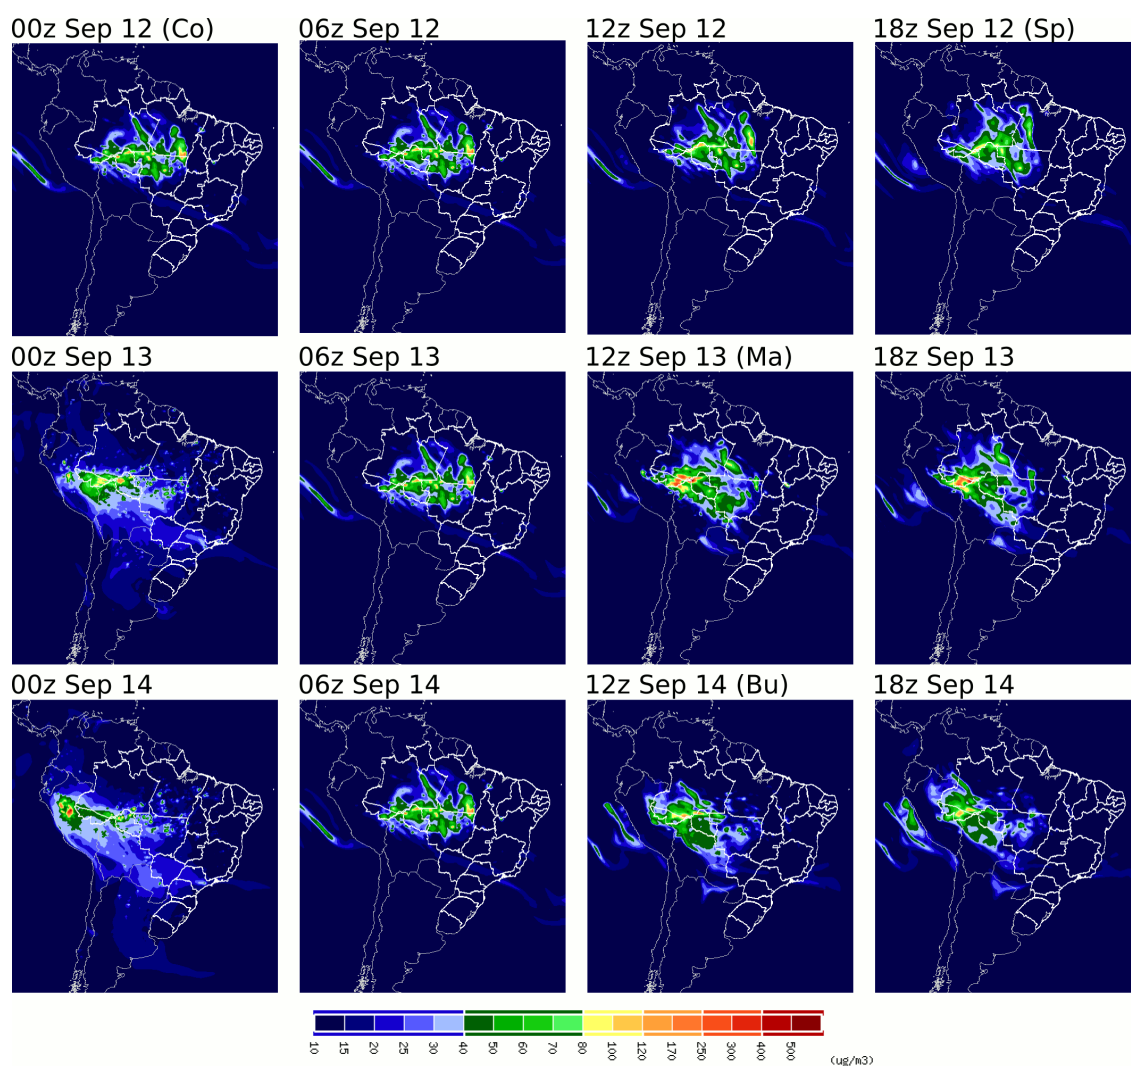 00z Sep 12 (Co) 06z Sep 12 12z Sep 12 18z Sep 12 (Sp)
00z Sep 13 06z Sep 13 12z Sep 13 (Ma) 18z Sep 13
00z Sep 14 06z Sep 14 12z Sep 14 (Bu) 18z Sep 14
10 15 20 25 30 40 50 60 70 80 100 120 170 250 300 400 500
(ug/m3)